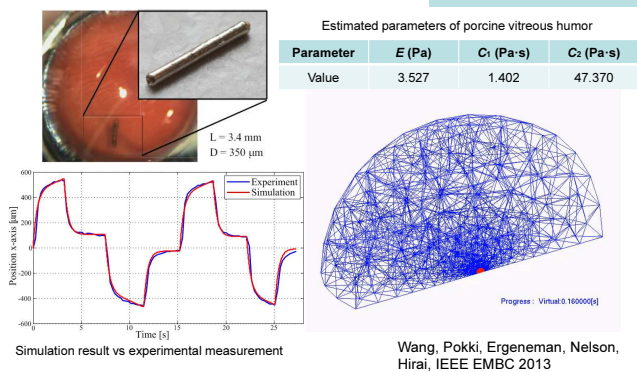 Estimated parameters of porcine vitreous humor
Parameter E (Pa) C1 (Pa·s) C2 (Pa·s)
Value 3.527 1.402 47.370
L = 3.4 mm
D = 350 μm
Experiment
Simulation
Position x-axis [μm]
600
400
200
0
-200
-400
-600
0 5 10 15 20 25
Time [s]
Simulation result vs experimental measurement
Progress : Virtual:0.160000[s]
Wang, Pokki, Ergeneman, Nelson,
Hirai, IEEE EMBC 2013